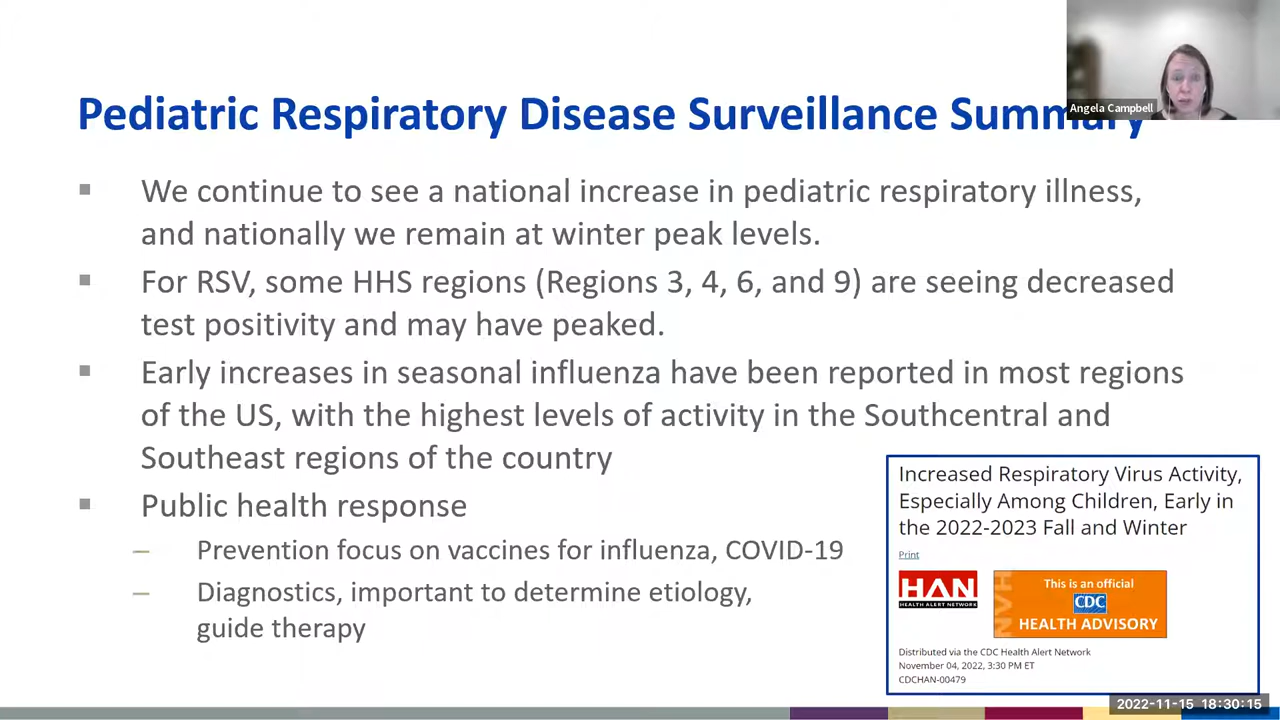 Angela Campbell
Pediatric Respiratory Disease Surveillance Summary
We continue to see a national increase in pediatric respiratory illness,
and nationally we remain at winter peak levels.
For RSV, some HHS regions (Regions 3, 4, 6, and 9) are seeing decreased
test positivity and may have peaked.
Early increases in seasonal influenza have been reported in most regions
of the US, with the highest levels of activity in the Southcentral and
Southeast regions of the country
Public health response
– Prevention focus on vaccines for influenza, COVID-19
– Diagnostics, important to determine etiology,
guide therapy
Increased Respiratory Virus Activity,
Especially Among Children, Early in
the 2022-2023 Fall and Winter
Print
HAN
HEALTH ALERT NETWORK
HAN
This is an official
CDC
HEALTH ADVISORY
Distributed via the CDC Health Alert Network
November 04, 2022, 3:30 PM ET
CDCHAN-00479
2022-11-15 18:30:15